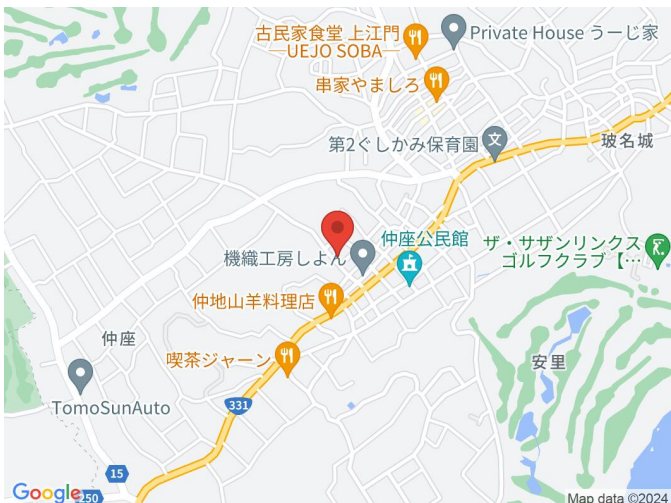 古民家食堂 上江門
—UEJO SOBA—
Private House うーじ家
串家やましろ
第2ぐしかみ保育園
文
玻名城
仲座公民館
ザ・サザンリンクス
ゴルフクラブ【…
機織工房しよん
仲地山羊料理店
仲座
喫茶ジャーン
安里
TomoSunAuto
331
15
Google
250
Map data ©2024